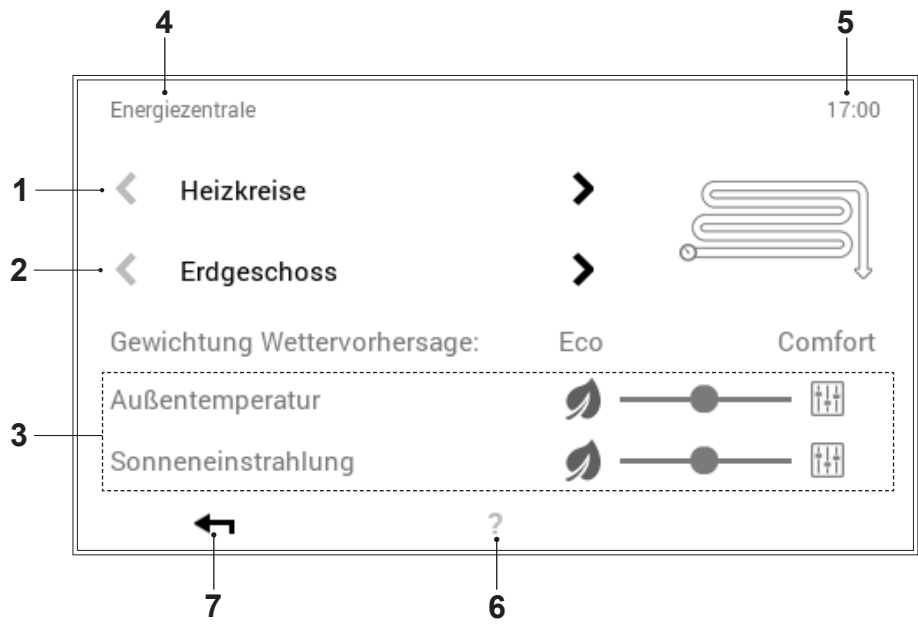 4 5
Energiezentrale 17:00
1 Heizkreise
2 Erdgeschoss
Gewichtung Wettervorhersage: Eco Comfort
Außentemperatur
3
Sonneneinstrahlung
?
7 6